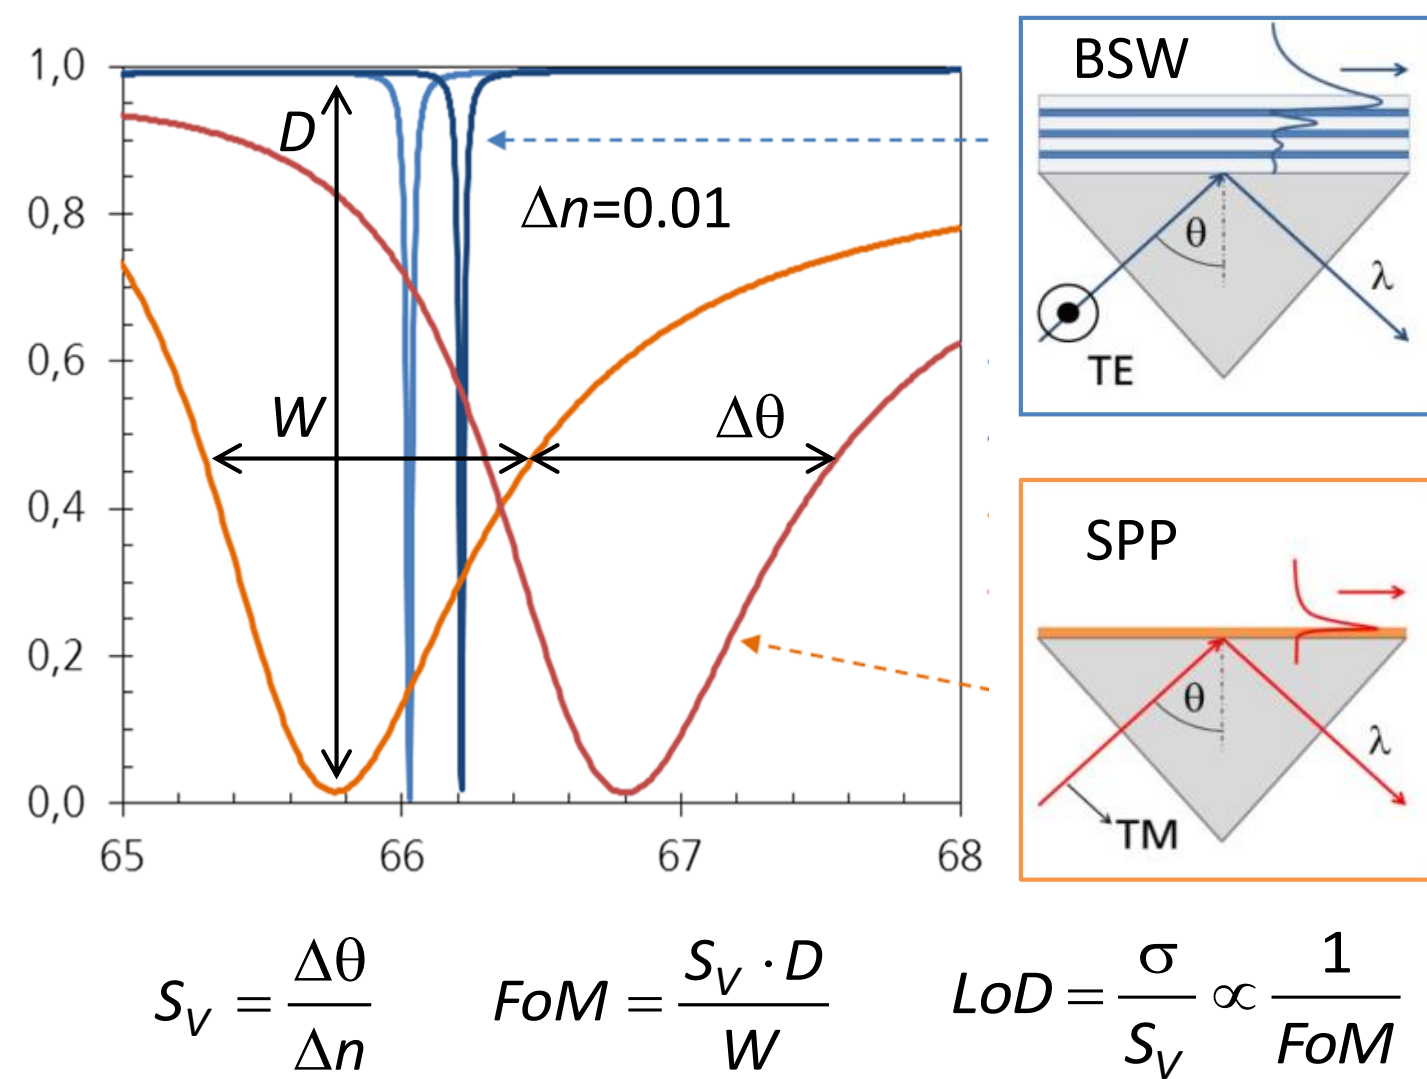 1,0
0,8
0,6
0,4
0,2
0,0
65
66
67
68
D
Δn=0.01
W
Δθ
BSW
θ
λ
TE
SPP
θ
λ
TM
S_V = Δθ/Δn
FoM = S_V · D/W
LoD = σ/S_V ∝ 1/FoM